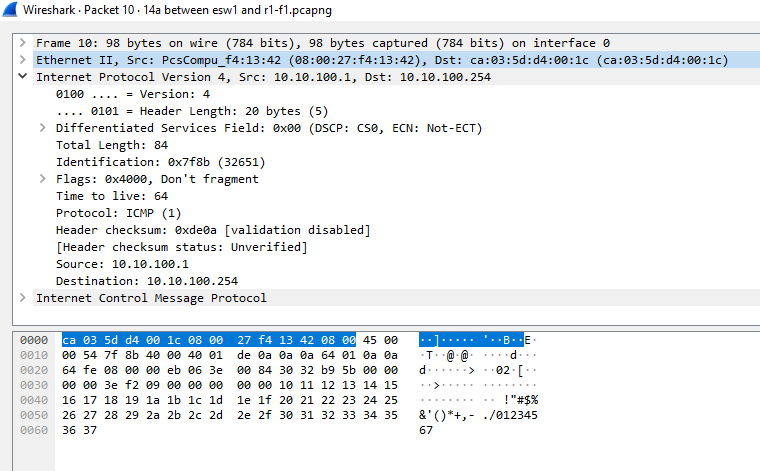 Wireshark · Packet 10 · 14a between esw1 and r1-f1.pcapng
Frame 10: 98 bytes on wire (784 bits), 98 bytes captured (784 bits) on interface 0
Ethernet II, Src: PcsCompu_f4:13:42 (08:00:27:f4:13:42), Dst: ca:03:5d:d4:00:1c (ca:03:5d:d4:00:1c)
Internet Protocol Version 4, Src: 10.10.100.1, Dst: 10.10.100.254
0100 .... = Version: 4
.... 0101 = Header Length: 20 bytes (5)
Differentiated Services Field: 0x00 (DSCP: CS0, ECN: Not-ECT)
Total Length: 84
Identification: 0x7f8b (32651)
Flags: 0x4000, Don't fragment
Time to live: 64
Protocol: ICMP (1)
Header checksum: 0xde0a [validation disabled]
[Header checksum status: Unverified]
Source: 10.10.100.1
Destination: 10.10.100.254
Internet Control Message Protocol
0000 ca 03 5d d4 00 1c 08 00 27 f4 13 42 08 00 45 00 ··]····· '··B··E·
0010 00 54 7f 8b 40 00 40 01 de 0a 0a 0a 64 01 0a 0a ·T··@·@· ····d···
0020 64 fe 08 00 00 eb 06 3e 00 84 30 32 b9 5b 00 00 d······> ··02·[··
0030 00 00 3e f2 09 00 00 00 00 00 10 11 12 13 14 15 ··>····· ········
0040 16 17 18 19 1a 1b 1c 1d 1e 1f 20 21 22 23 24 25 ········ ·· !"#$%
0050 26 27 28 29 2a 2b 2c 2d 2e 2f 30 31 32 33 34 35 &'()*+,- ./012345
0060 36 37 67